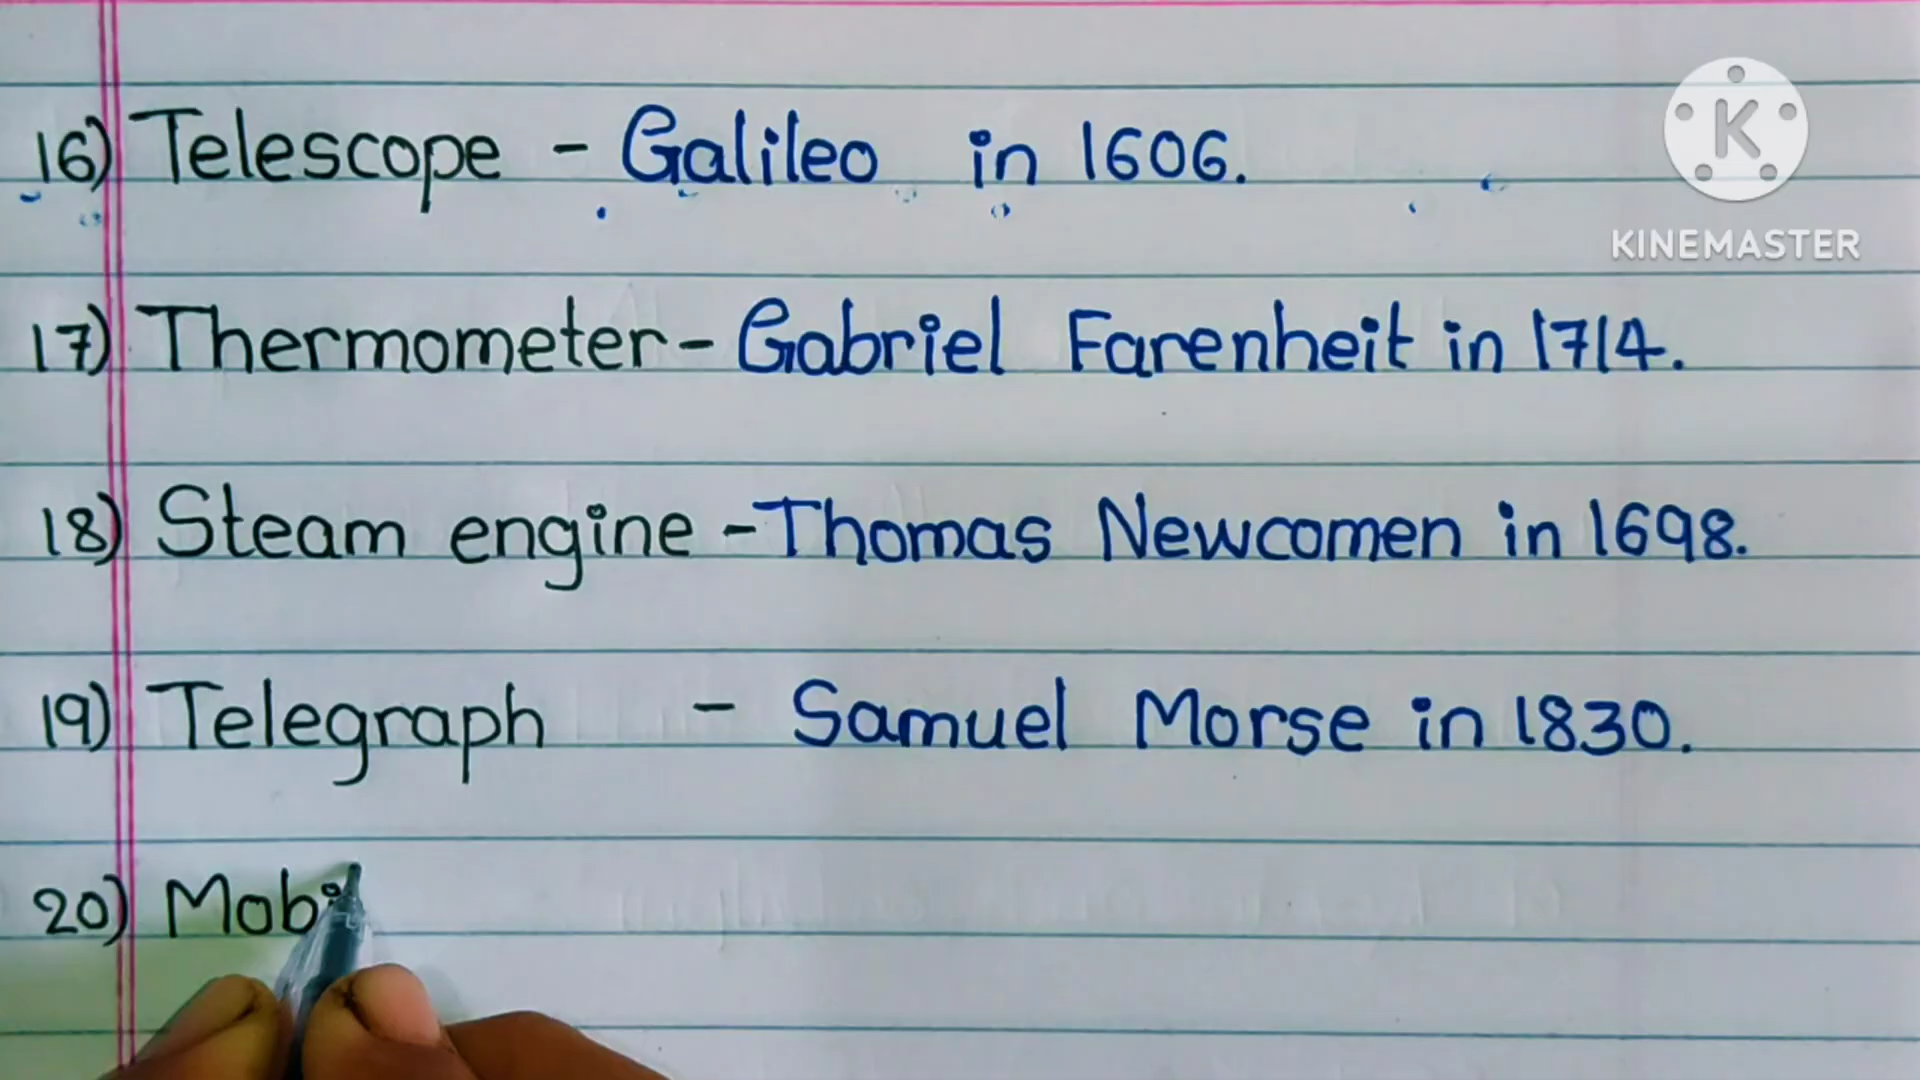 16) Telescope - Galileo in 1606.
KINEMASTER
17) Thermometer - Gabriel Farenheit in 1714.
18) Steam engine - Thomas Newcomen in 1698.
19) Telegraph - Samuel Morse in 1830.
20) Mobi